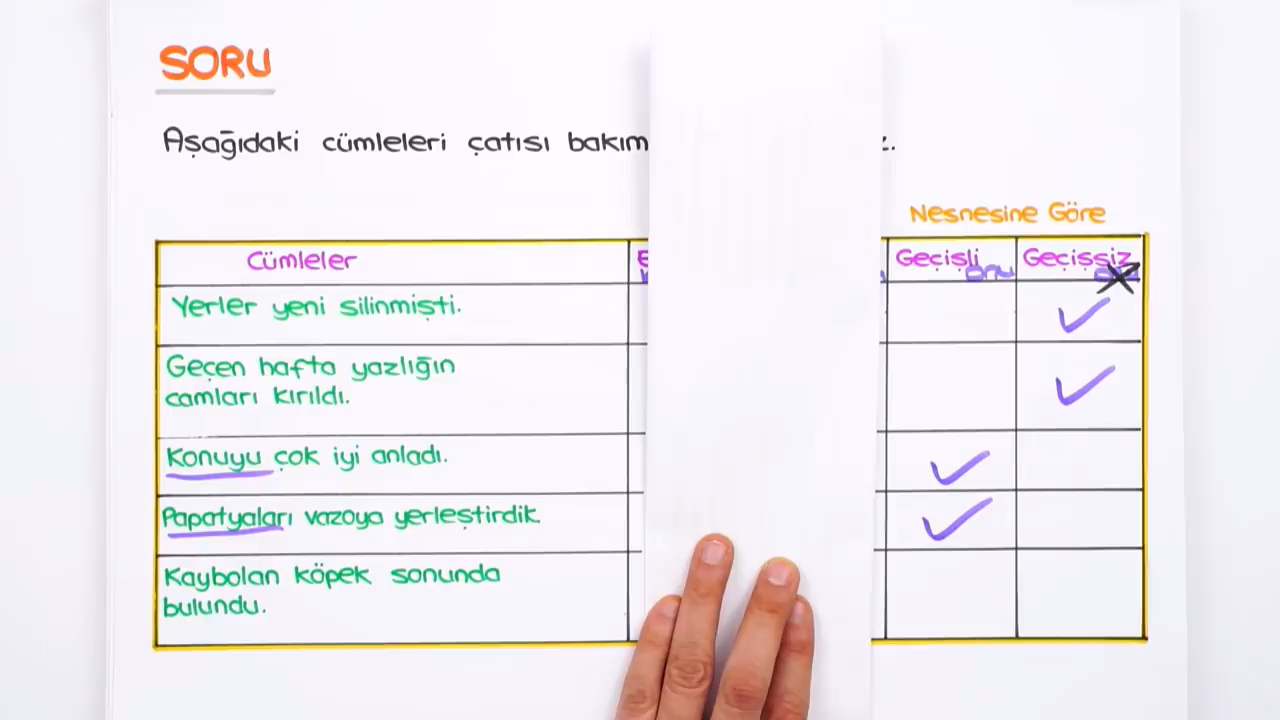 SORU
Aşağıdaki cümleleri çatısı bakım
Nesnesine Göre
Cümleler Geçişli Geçişsiz
onu
Yerler yeni silinmişti.
Geçen hafta yazlığın
camları kırıldı.
Konuyu çok iyi anladı.
Papatyaları vazoya yerleştirdik
Kaybolan köpek sonunda
bulundu.